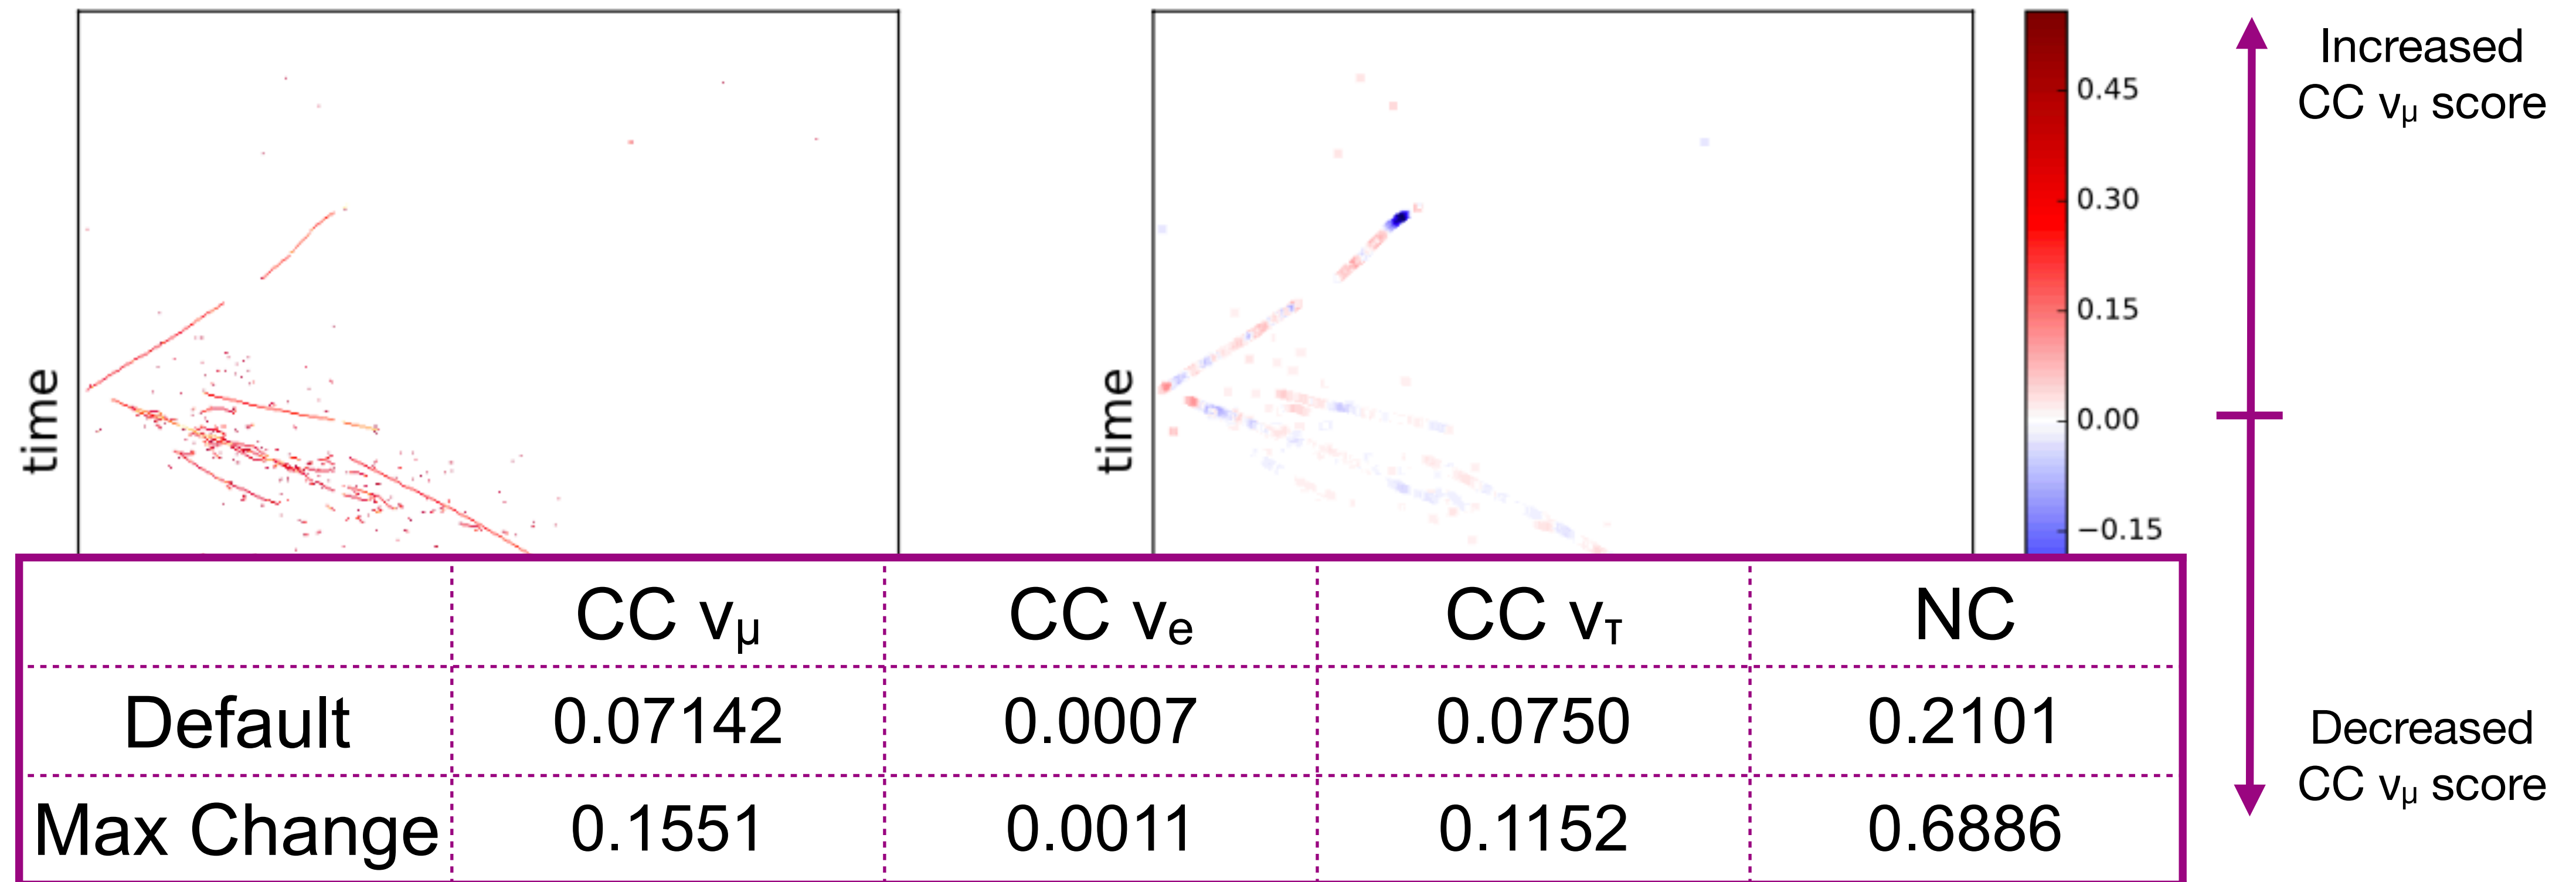 time
time
0.45
0.30
0.15
0.00
−0.15
Increased
CC νμ score
Decreased
CC νμ score
CC νμ CC νe CC ντ NC
Default 0.07142 0.0007 0.0750 0.2101
Max Change 0.1551 0.0011 0.1152 0.6886